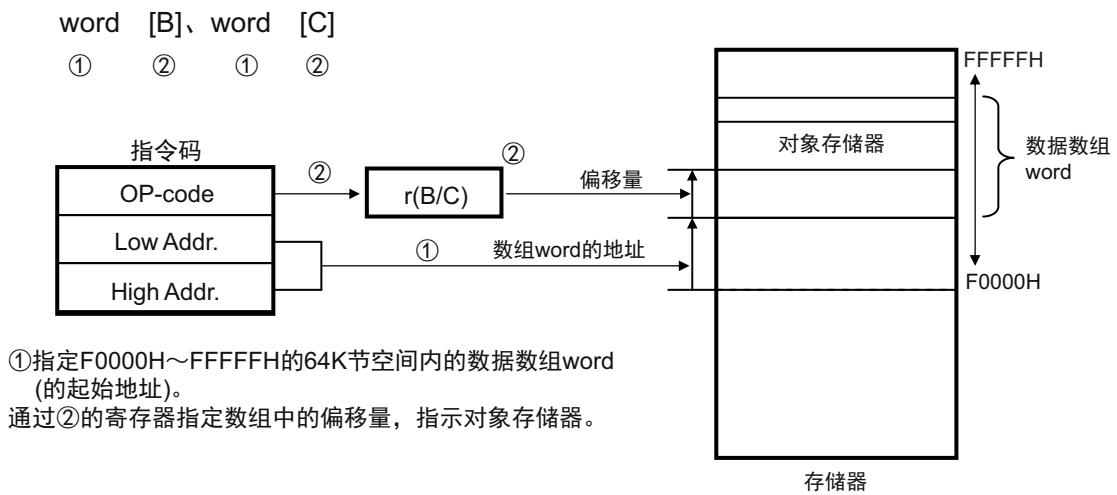 word [B]、word [C]
① ② ① ②
指令码
OP-code
Low Addr.
High Addr.
②
r(B/C)
②
偏移量
①
数组word的地址
FFFFFH
对象存储器
数据数组
word
F0000H
存储器
①指定F0000H～FFFFFH的64K节空间内的数据数组word
(的起始地址)。
通过②的寄存器指定数组中的偏移量，指示对象存储器。